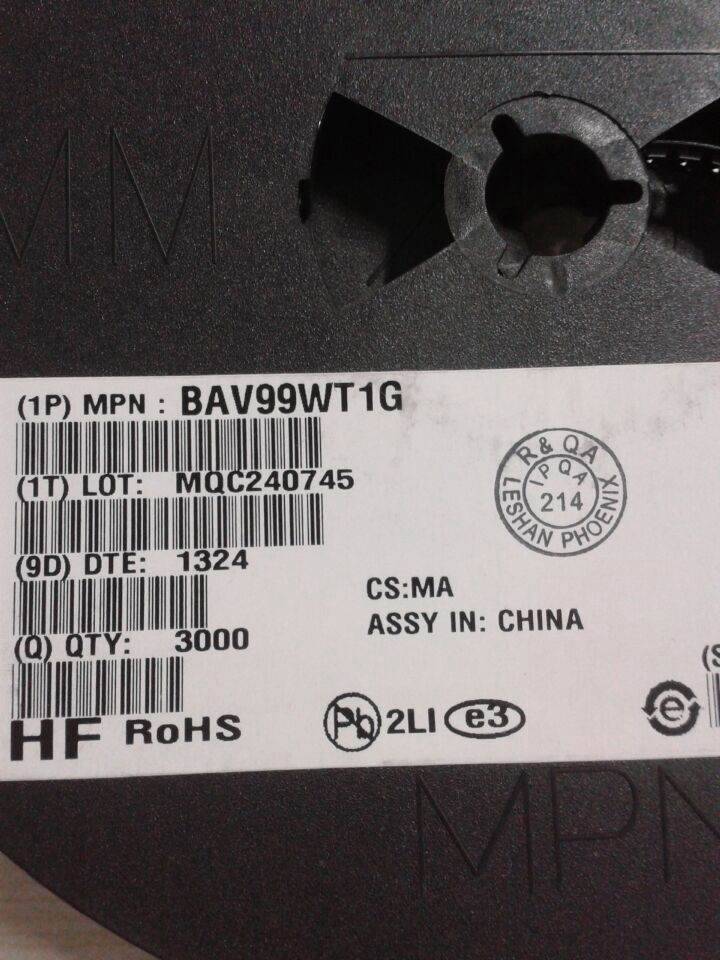 MM
(1P) MPN : BAV99WT1G
(1T) LOT: MQC240745
(9D) DTE: 1324
(Q) QTY: 3000
HF RoHS
R & QA
IPQA
214
LESHAN PHOENIX
CS:MA
ASSY IN: CHINA
(S
Pb 2LI e3
e
MPN